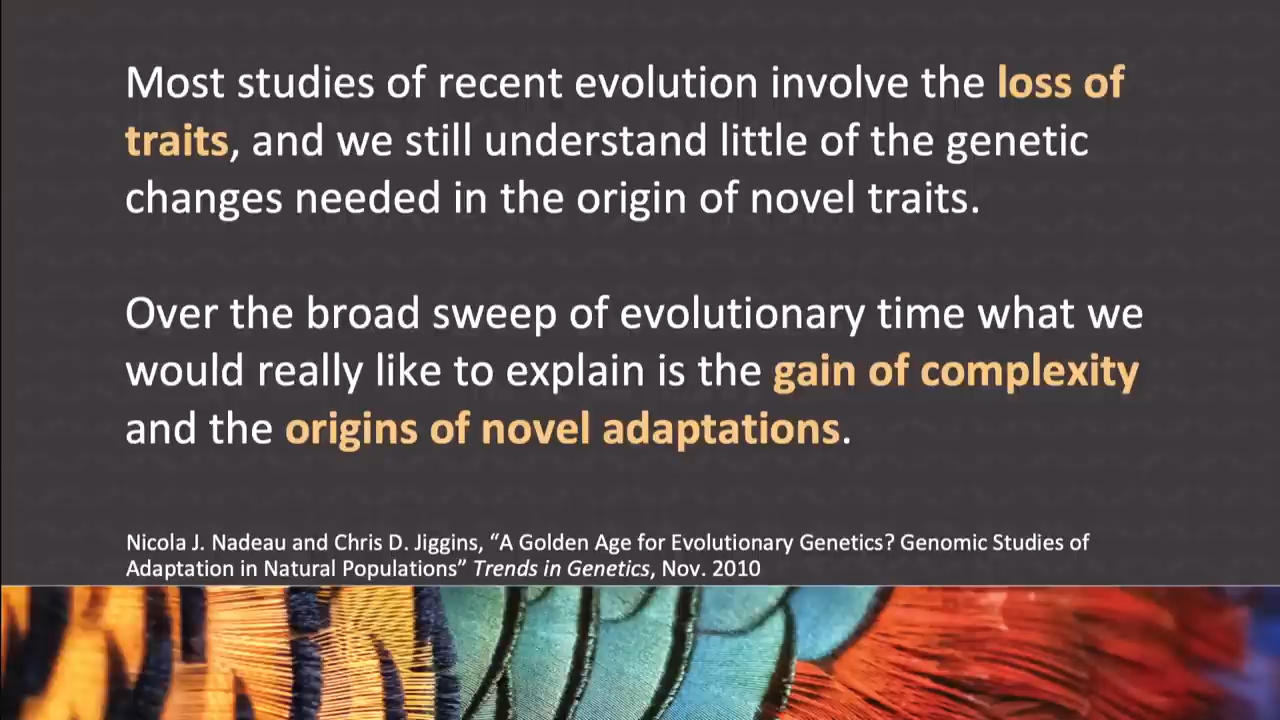 Most studies of recent evolution involve the loss of
traits, and we still understand little of the genetic
changes needed in the origin of novel traits.
Over the broad sweep of evolutionary time what we
would really like to explain is the gain of complexity
and the origins of novel adaptations.
Nicola J. Nadeau and Chris D. Jiggins, “A Golden Age for Evolutionary Genetics? Genomic Studies of
Adaptation in Natural Populations” Trends in Genetics, Nov. 2010